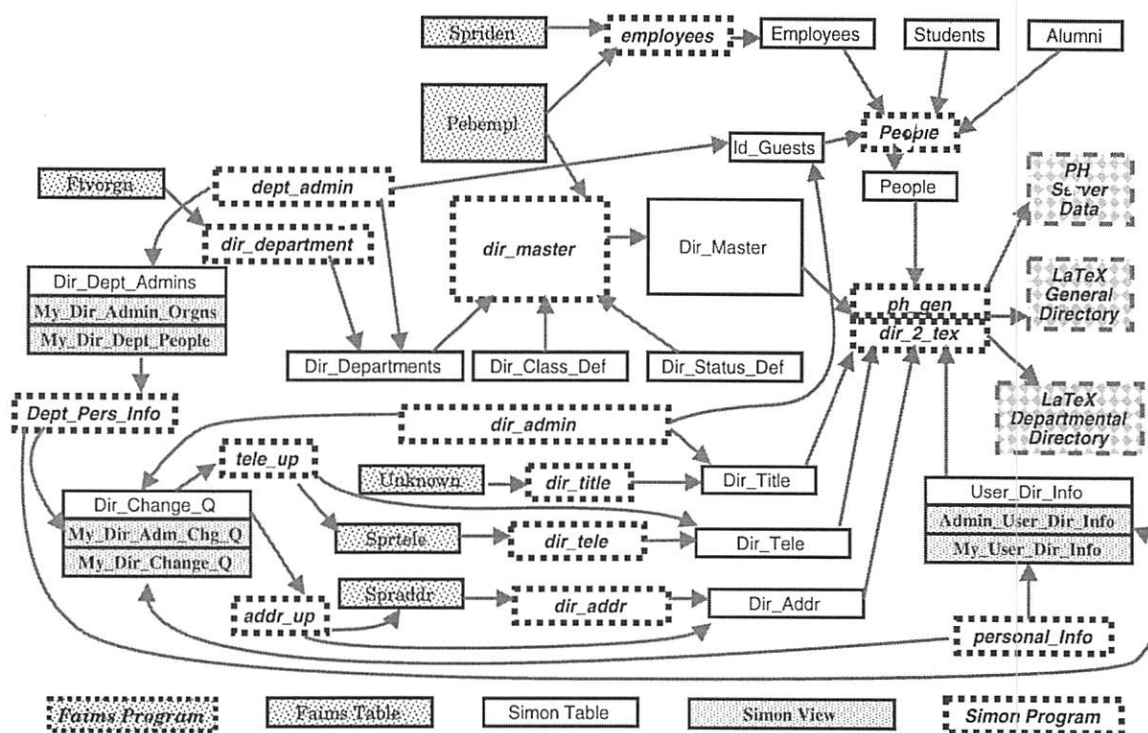 Spriden
employees
Employees
Students
Alumni
Pebempl
People
Id_Guests
Ftvorgn
dept_admin
People
PH
Server
Data
dir_department
dir_master
Dir_Master
Dir_Dept_Admins
My_Dir_Admin_Orgns
My_Dir_Dept_People
ph_gen
dir_2_tex
LaTeX
General
Directory
Dir_Departments
Dir_Class_Def
Dir_Status_Def
Dept_Pers_Info
dir_admin
LaTeX
Departmental
Directory
tele_up
Unknown
dir_title
Dir_Title
Dir_Change_Q
My_Dir_Adm_Chg_Q
My_Dir_Change_Q
Sprtele
dir_tele
Dir_Tele
User_Dir_Info
Admin_User_Dir_Info
My_User_Dir_Info
addr_up
Spraddr
dir_addr
Dir_Addr
personal_Info
Faims Program
Faims Table
Simon Table
Simon View
Simon Program